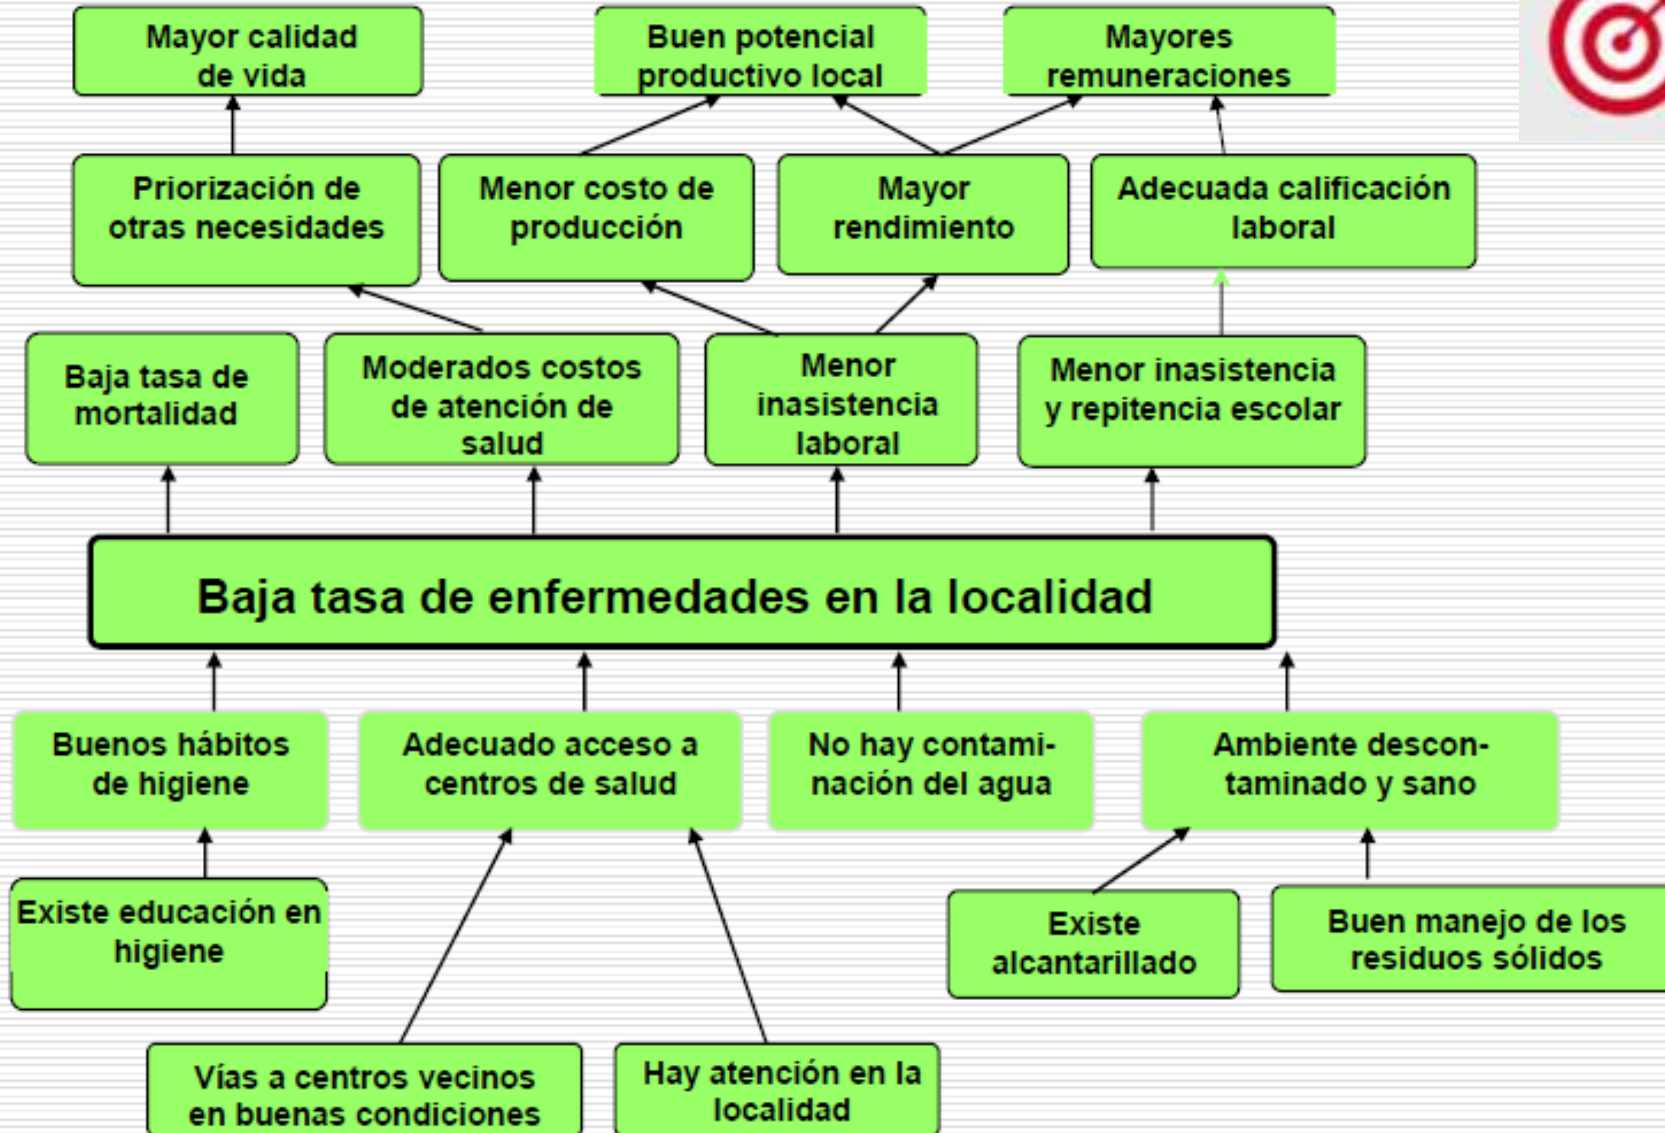 Mayor calidad
de vida
Buen potencial
productivo local
Mayores
remuneraciones
Priorización de
otras necesidades
Menor costo de
producción
Mayor
rendimiento
Adecuada calificación
laboral
Baja tasa de
mortalidad
Moderados costos
de atención de
salud
Menor
inasistencia
laboral
Menor inasistencia
y repitencia escolar
Baja tasa de enfermedades en la localidad
Buenos hábitos
de higiene
Adecuado acceso a
centros de salud
No hay contami-
nación del agua
Ambiente descon-
taminado y sano
Existe educación en
higiene
Existe
alcantarillado
Buen manejo de los
residuos sólidos
Vías a centros vecinos
en buenas condiciones
Hay atención en la
localidad